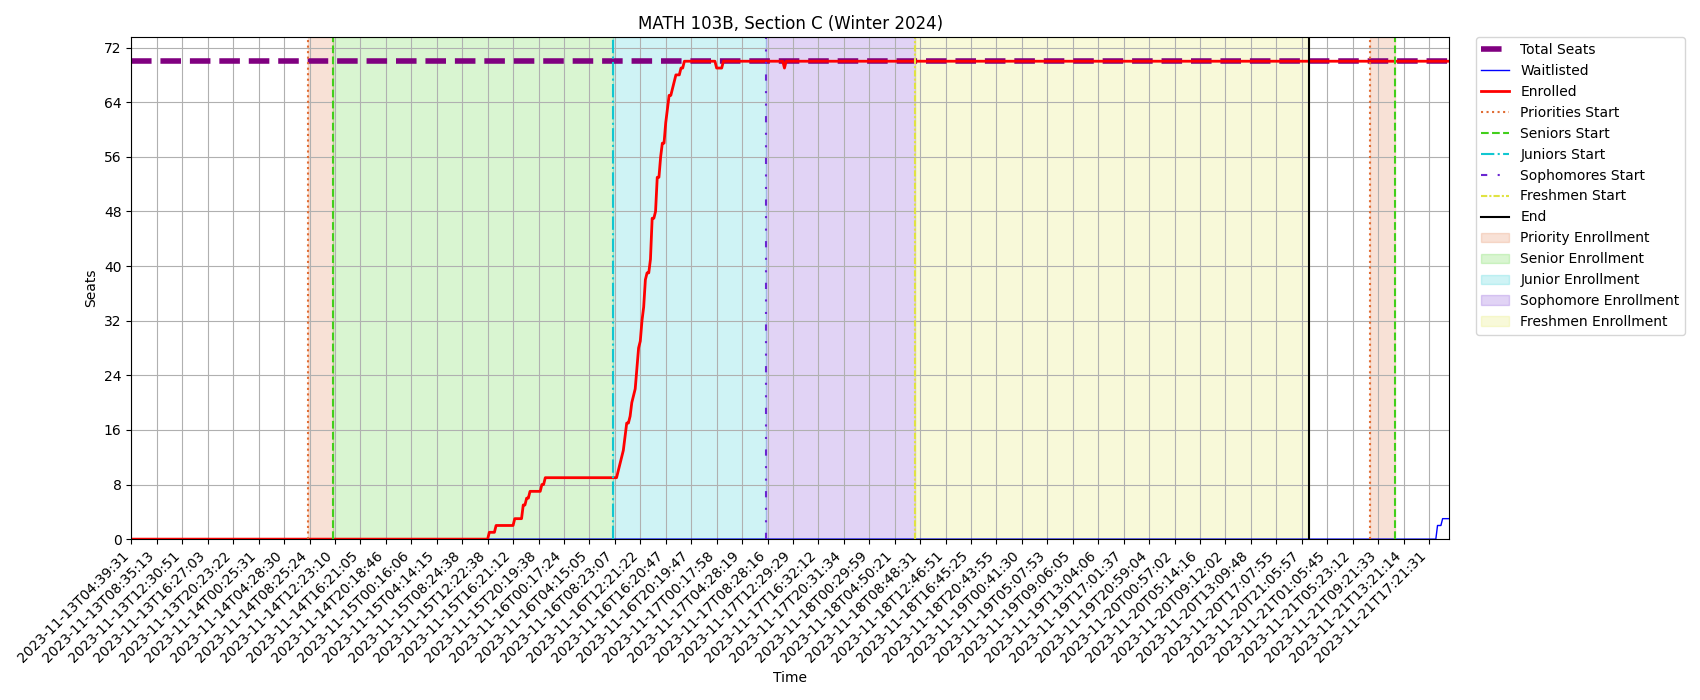 MATH 103B, Section C (Winter 2024)
Seats
72
64
56
48
40
32
24
16
8
0
2023-11-13T04:39:31
2023-11-13T08:35:13
2023-11-13T12:30:51
2023-11-13T16:27:03
2023-11-13T20:23:22
2023-11-14T00:25:31
2023-11-14T04:28:30
2023-11-14T08:25:24
2023-11-14T12:23:10
2023-11-14T16:21:05
2023-11-14T20:18:46
2023-11-15T00:16:06
2023-11-15T04:14:15
2023-11-15T08:24:38
2023-11-15T12:22:38
2023-11-15T16:21:12
2023-11-15T20:19:38
2023-11-16T00:17:24
2023-11-16T04:15:05
2023-11-16T08:23:07
2023-11-16T12:21:22
2023-11-16T16:20:47
2023-11-16T20:19:47
2023-11-17T00:17:58
2023-11-17T04:28:19
2023-11-17T08:28:16
2023-11-17T12:29:29
2023-11-17T16:32:12
2023-11-17T20:31:34
2023-11-18T00:29:59
2023-11-18T04:50:21
2023-11-18T08:48:31
2023-11-18T12:46:51
2023-11-18T16:45:25
2023-11-18T20:43:55
2023-11-19T00:41:30
2023-11-19T05:07:53
2023-11-19T09:06:05
2023-11-19T13:04:06
2023-11-19T17:01:37
2023-11-19T20:59:04
2023-11-20T00:57:02
2023-11-20T05:14:16
2023-11-20T09:12:02
2023-11-20T13:09:48
2023-11-20T17:07:55
2023-11-20T21:05:57
2023-11-21T01:05:45
2023-11-21T05:23:12
2023-11-21T09:21:33
2023-11-21T13:21:14
2023-11-21T17:21:31
Time
Total Seats
Waitlisted
Enrolled
Priorities Start
Seniors Start
Juniors Start
Sophomores Start
Freshmen Start
End
Priority Enrollment
Senior Enrollment
Junior Enrollment
Sophomore Enrollment
Freshmen Enrollment